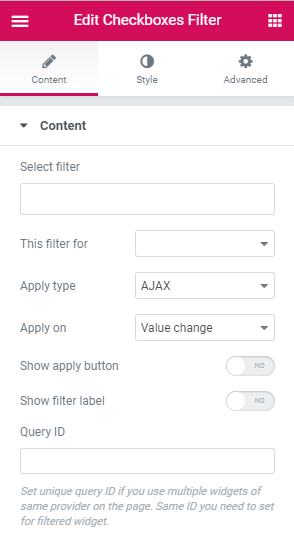 Edit Checkboxes Filter
Content Style Advanced
Content
Select filter
This filter for
Apply type AJAX
Apply on Value change
Show apply button NO
Show filter label NO
Query ID
Set unique query ID if you use multiple widgets of
same provider on the page. Same ID you need to set
for filtered widget.